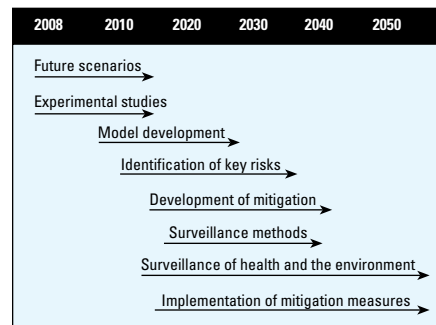 2008 2010 2020 2030 2040 2050
Future scenarios
Experimental studies
Model development
Identification of key risks
Development of mitigation
Surveillance methods
Surveillance of health and the environment
Implementation of mitigation measures